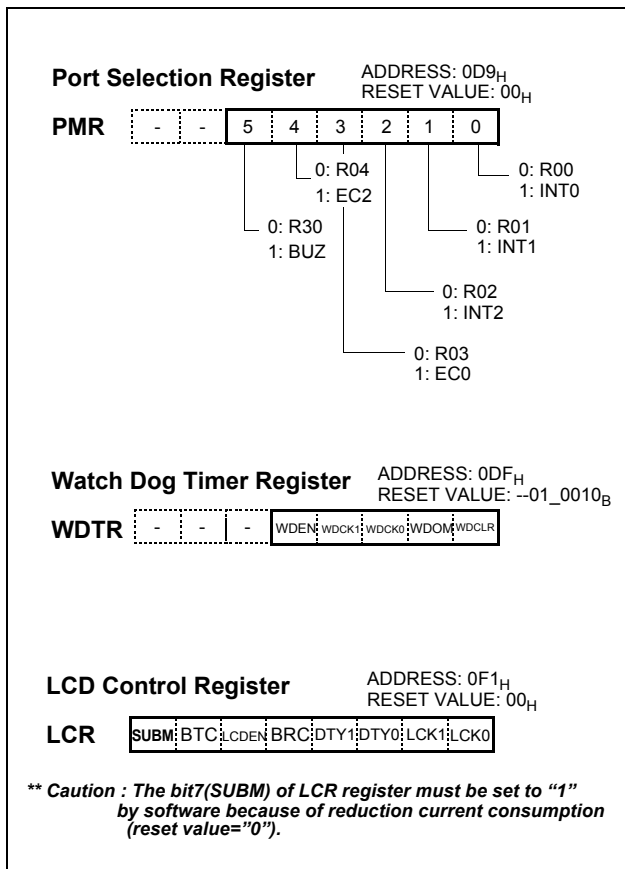 Port Selection Register ADDRESS: 0D9H
RESET VALUE: 00H
PMR - - 5 4 3 2 1 0
0: R04 0: R00
1: EC2 1: INT0
0: R30 0: R01
1: BUZ 1: INT1
0: R02
1: INT2
0: R03
1: EC0
Watch Dog Timer Register ADDRESS: 0DFH
RESET VALUE: --01_0010B
WDTR - - - WDEN WDCK1 WDCK0 WDOM WDCLR
LCD Control Register ADDRESS: 0F1H
RESET VALUE: 00H
LCR SUBM BTC LCDEN BRC DTY1 DTY0 LCK1 LCK0
** Caution : The bit7(SUBM) of LCR register must be set to “1”
by software because of reduction current consumption
(reset value=”0”).